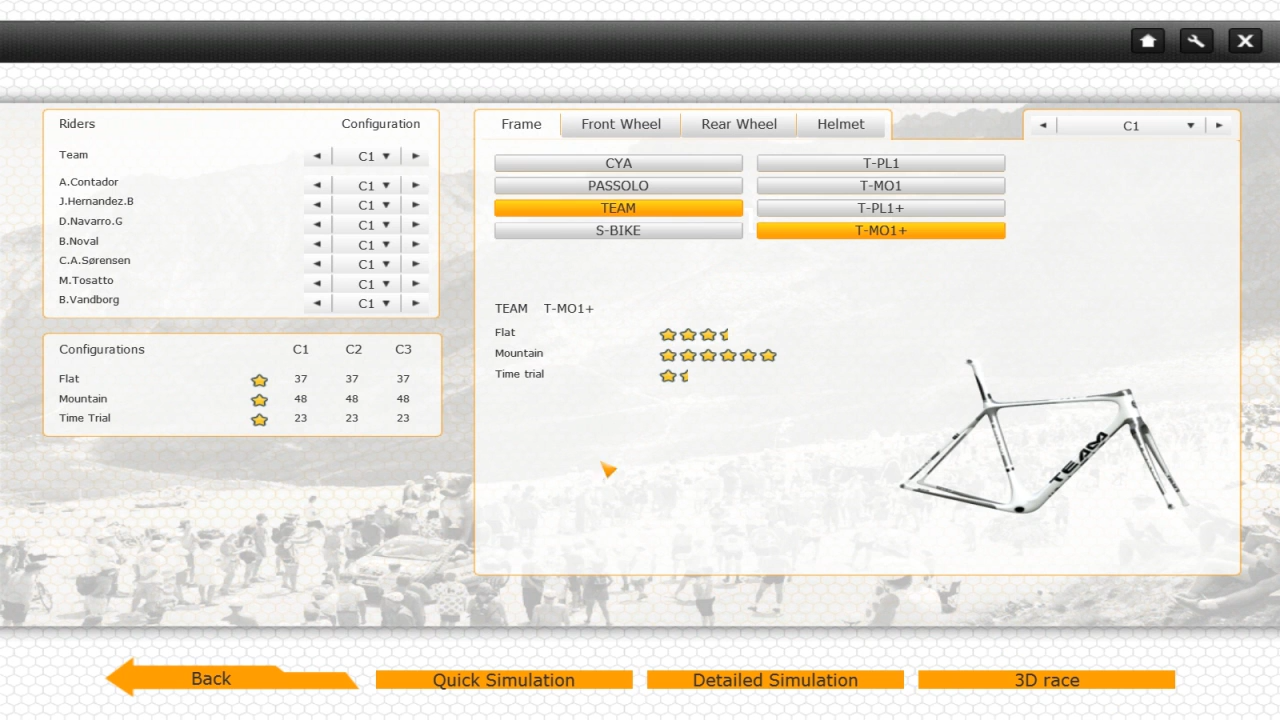 Riders Configuration
Team C1
A.Contador C1
J.Hernandez.B C1
D.Navarro.G C1
B.Noval C1
C.A.Sørensen C1
M.Tosatto C1
B.Vandborg C1
Configurations C1 C2 C3
Flat 37 37 37
Mountain 48 48 48
Time Trial 23 23 23
Frame Front Wheel Rear Wheel Helmet C1
CYA T-PL1
PASSOLO T-MO1
TEAM T-PL1+
S-BIKE T-MO1+
TEAM T-MO1+
Flat
Mountain
Time trial
TEAM
Back Quick Simulation Detailed Simulation 3D race